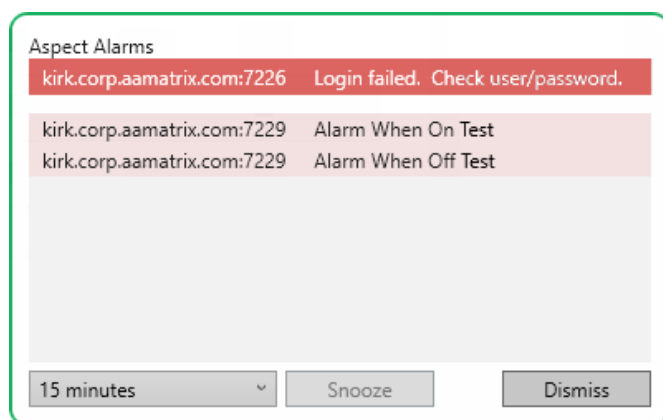 Aspect Alarms
kirk.corp.aamatrix.com:7226 Login failed. Check user/password.
kirk.corp.aamatrix.com:7229 Alarm When On Test
kirk.corp.aamatrix.com:7229 Alarm When Off Test
15 minutes Snooze Dismiss